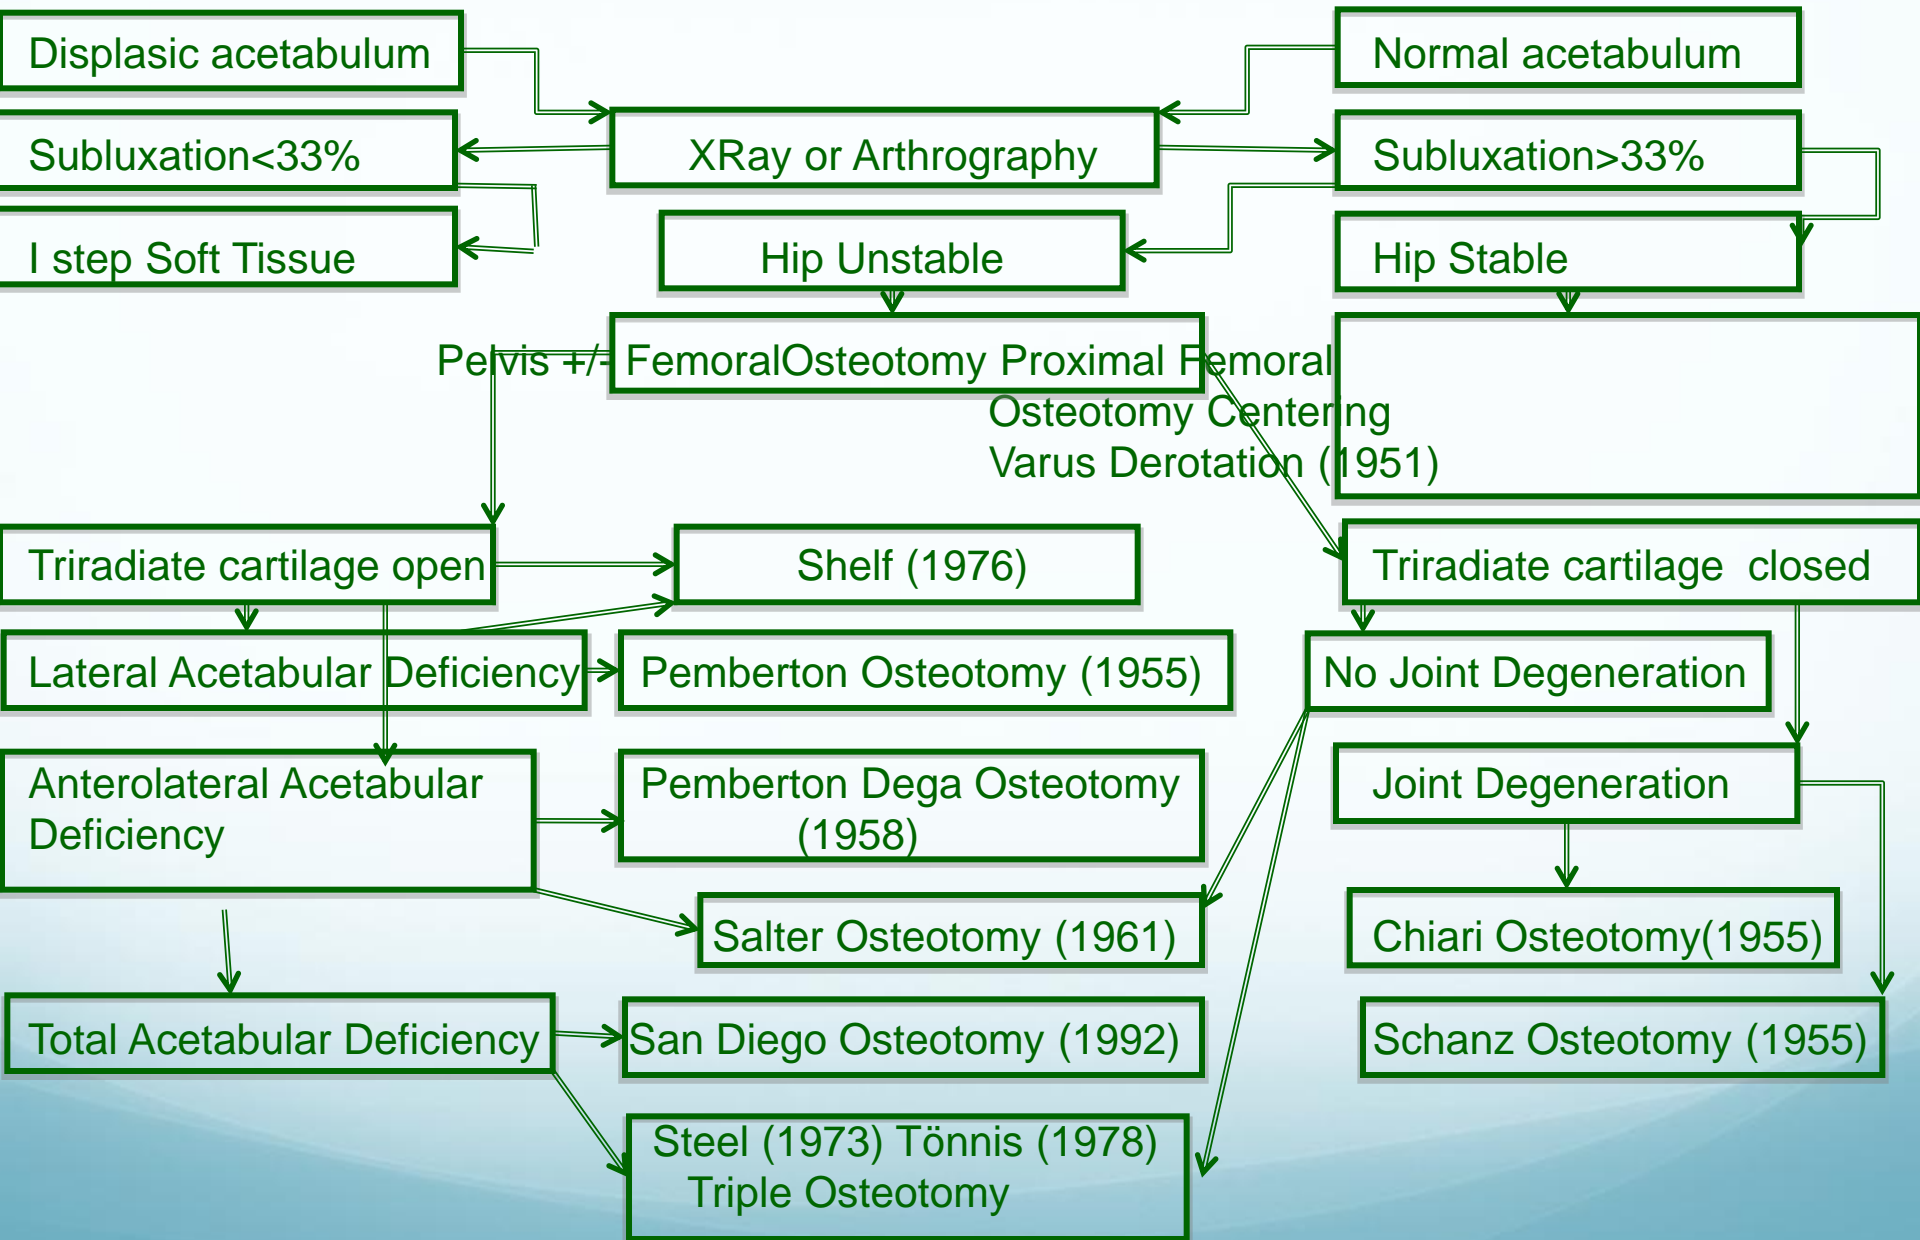 Displasic acetabulum
Normal acetabulum
Subluxation<33%
XRay or Arthrography
Subluxation>33%
I step Soft Tissue
Hip Unstable
Hip Stable
Pelvis +/- FemoralOsteotomy Proximal Femoral
Osteotomy Centering
Varus Derotation (1951)
Triradiate cartilage open
Shelf (1976)
Triradiate cartilage closed
Lateral Acetabular Deficiency
Pemberton Osteotomy (1955)
No Joint Degeneration
Anterolateral Acetabular
Deficiency
Pemberton Dega Osteotomy
(1958)
Joint Degeneration
Salter Osteotomy (1961)
Chiari Osteotomy(1955)
Total Acetabular Deficiency
San Diego Osteotomy (1992)
Schanz Osteotomy (1955)
Steel (1973) Tönnis (1978)
Triple Osteotomy